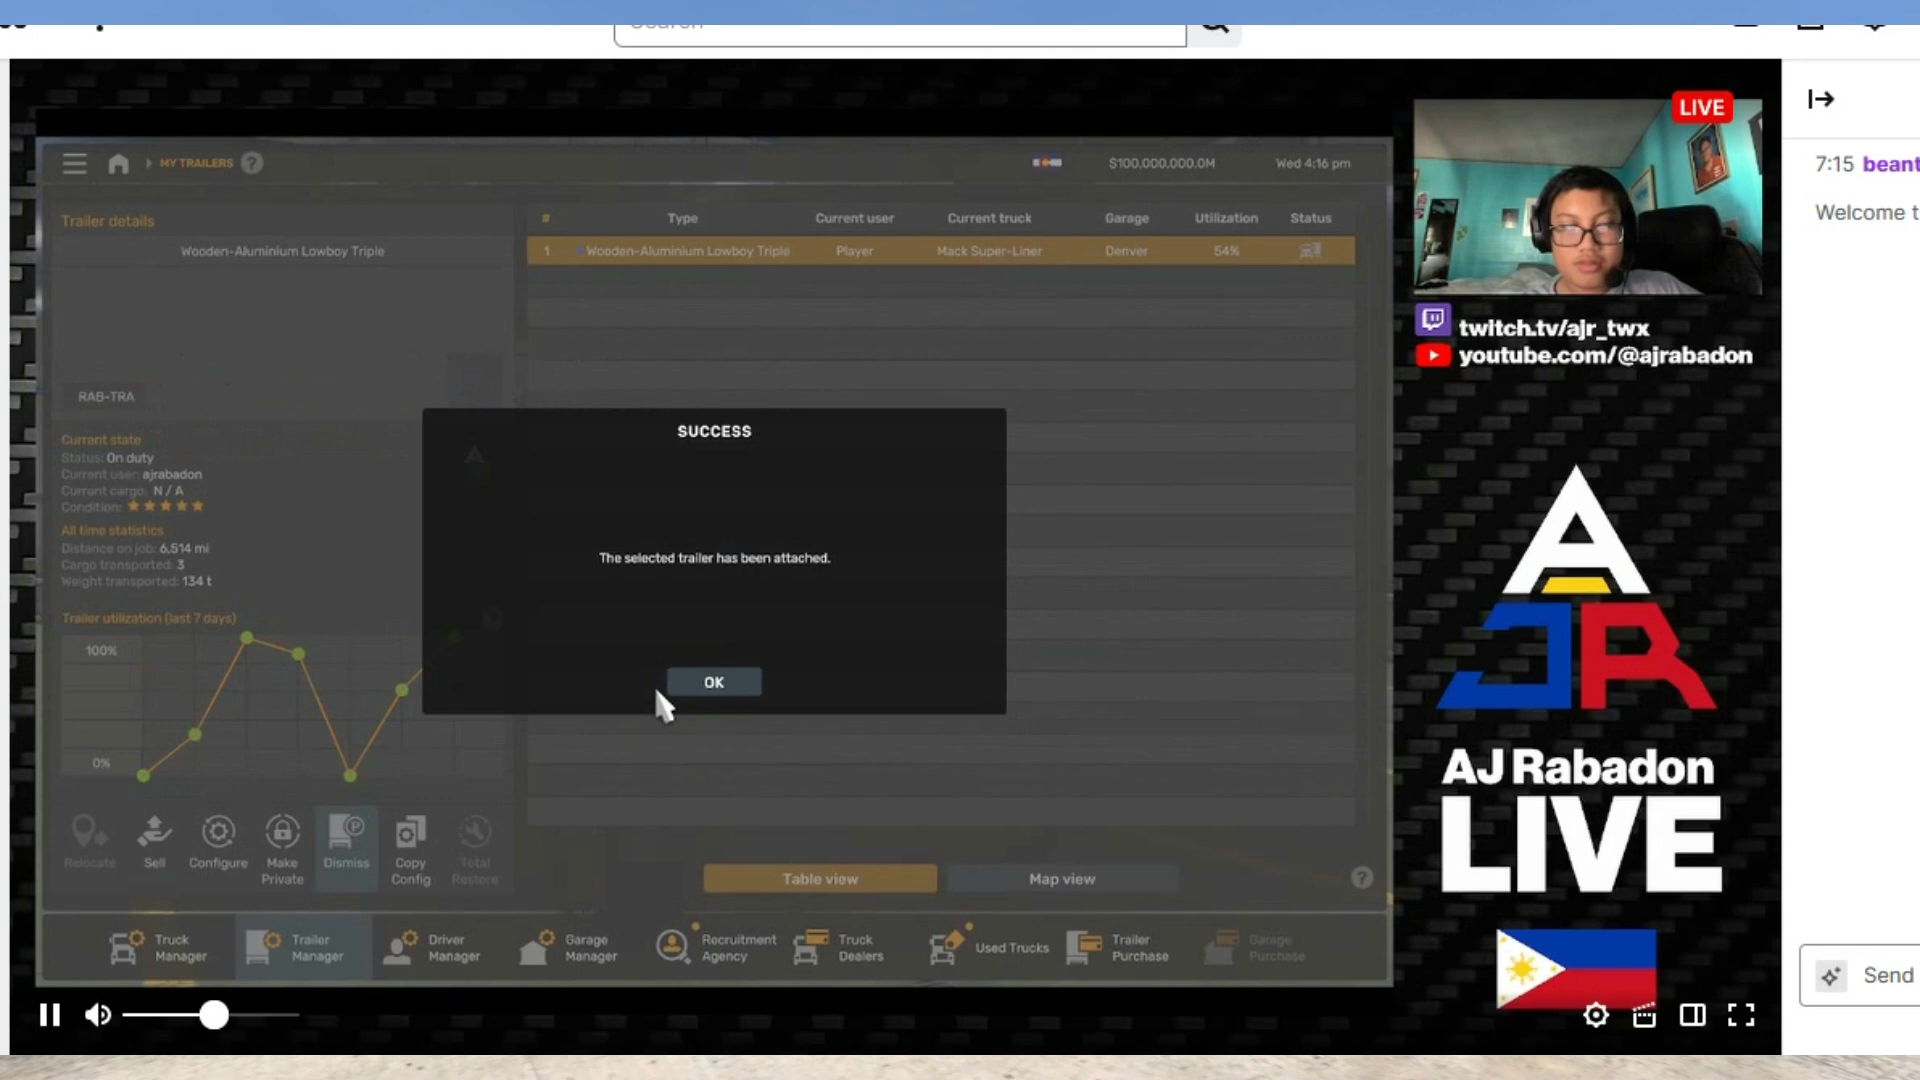 Search
MY TRAILERS
?
$100.000.000.0M
Wed 4:16 pm
Trailer details
Wooden-Aluminium Lowboy Triple
RAB-TRA
Current state
Status: On duty
Current user: ajrabadon
Current cargo: N / A
Condition:
All time statistics
Distance on job: 6,514 mi
Cargo transported: 3
Weight transported: 134 t
Trailer utilization (last 7 days)
100%
0%
Relocate
Sell
Configure
Make Private
Dismiss
Copy Config
Total Restore
# Type Current user Current truck Garage Utilization Status
1 Wooden-Aluminium Lowboy Triple Player Mack Super-Liner Denver 54%
SUCCESS
The selected trailer has been attached.
OK
Table view
Map view
?
Truck Manager
Trailer Manager
Driver Manager
Garage Manager
Recruitment Agency
Truck Dealers
Used Trucks
Trailer Purchase
Garage Purchase
LIVE
twitch.tv/ajr_twx
youtube.com/@ajrabadon
AJR
AJ Rabadon
LIVE
7:15 beant
Welcome t
Send